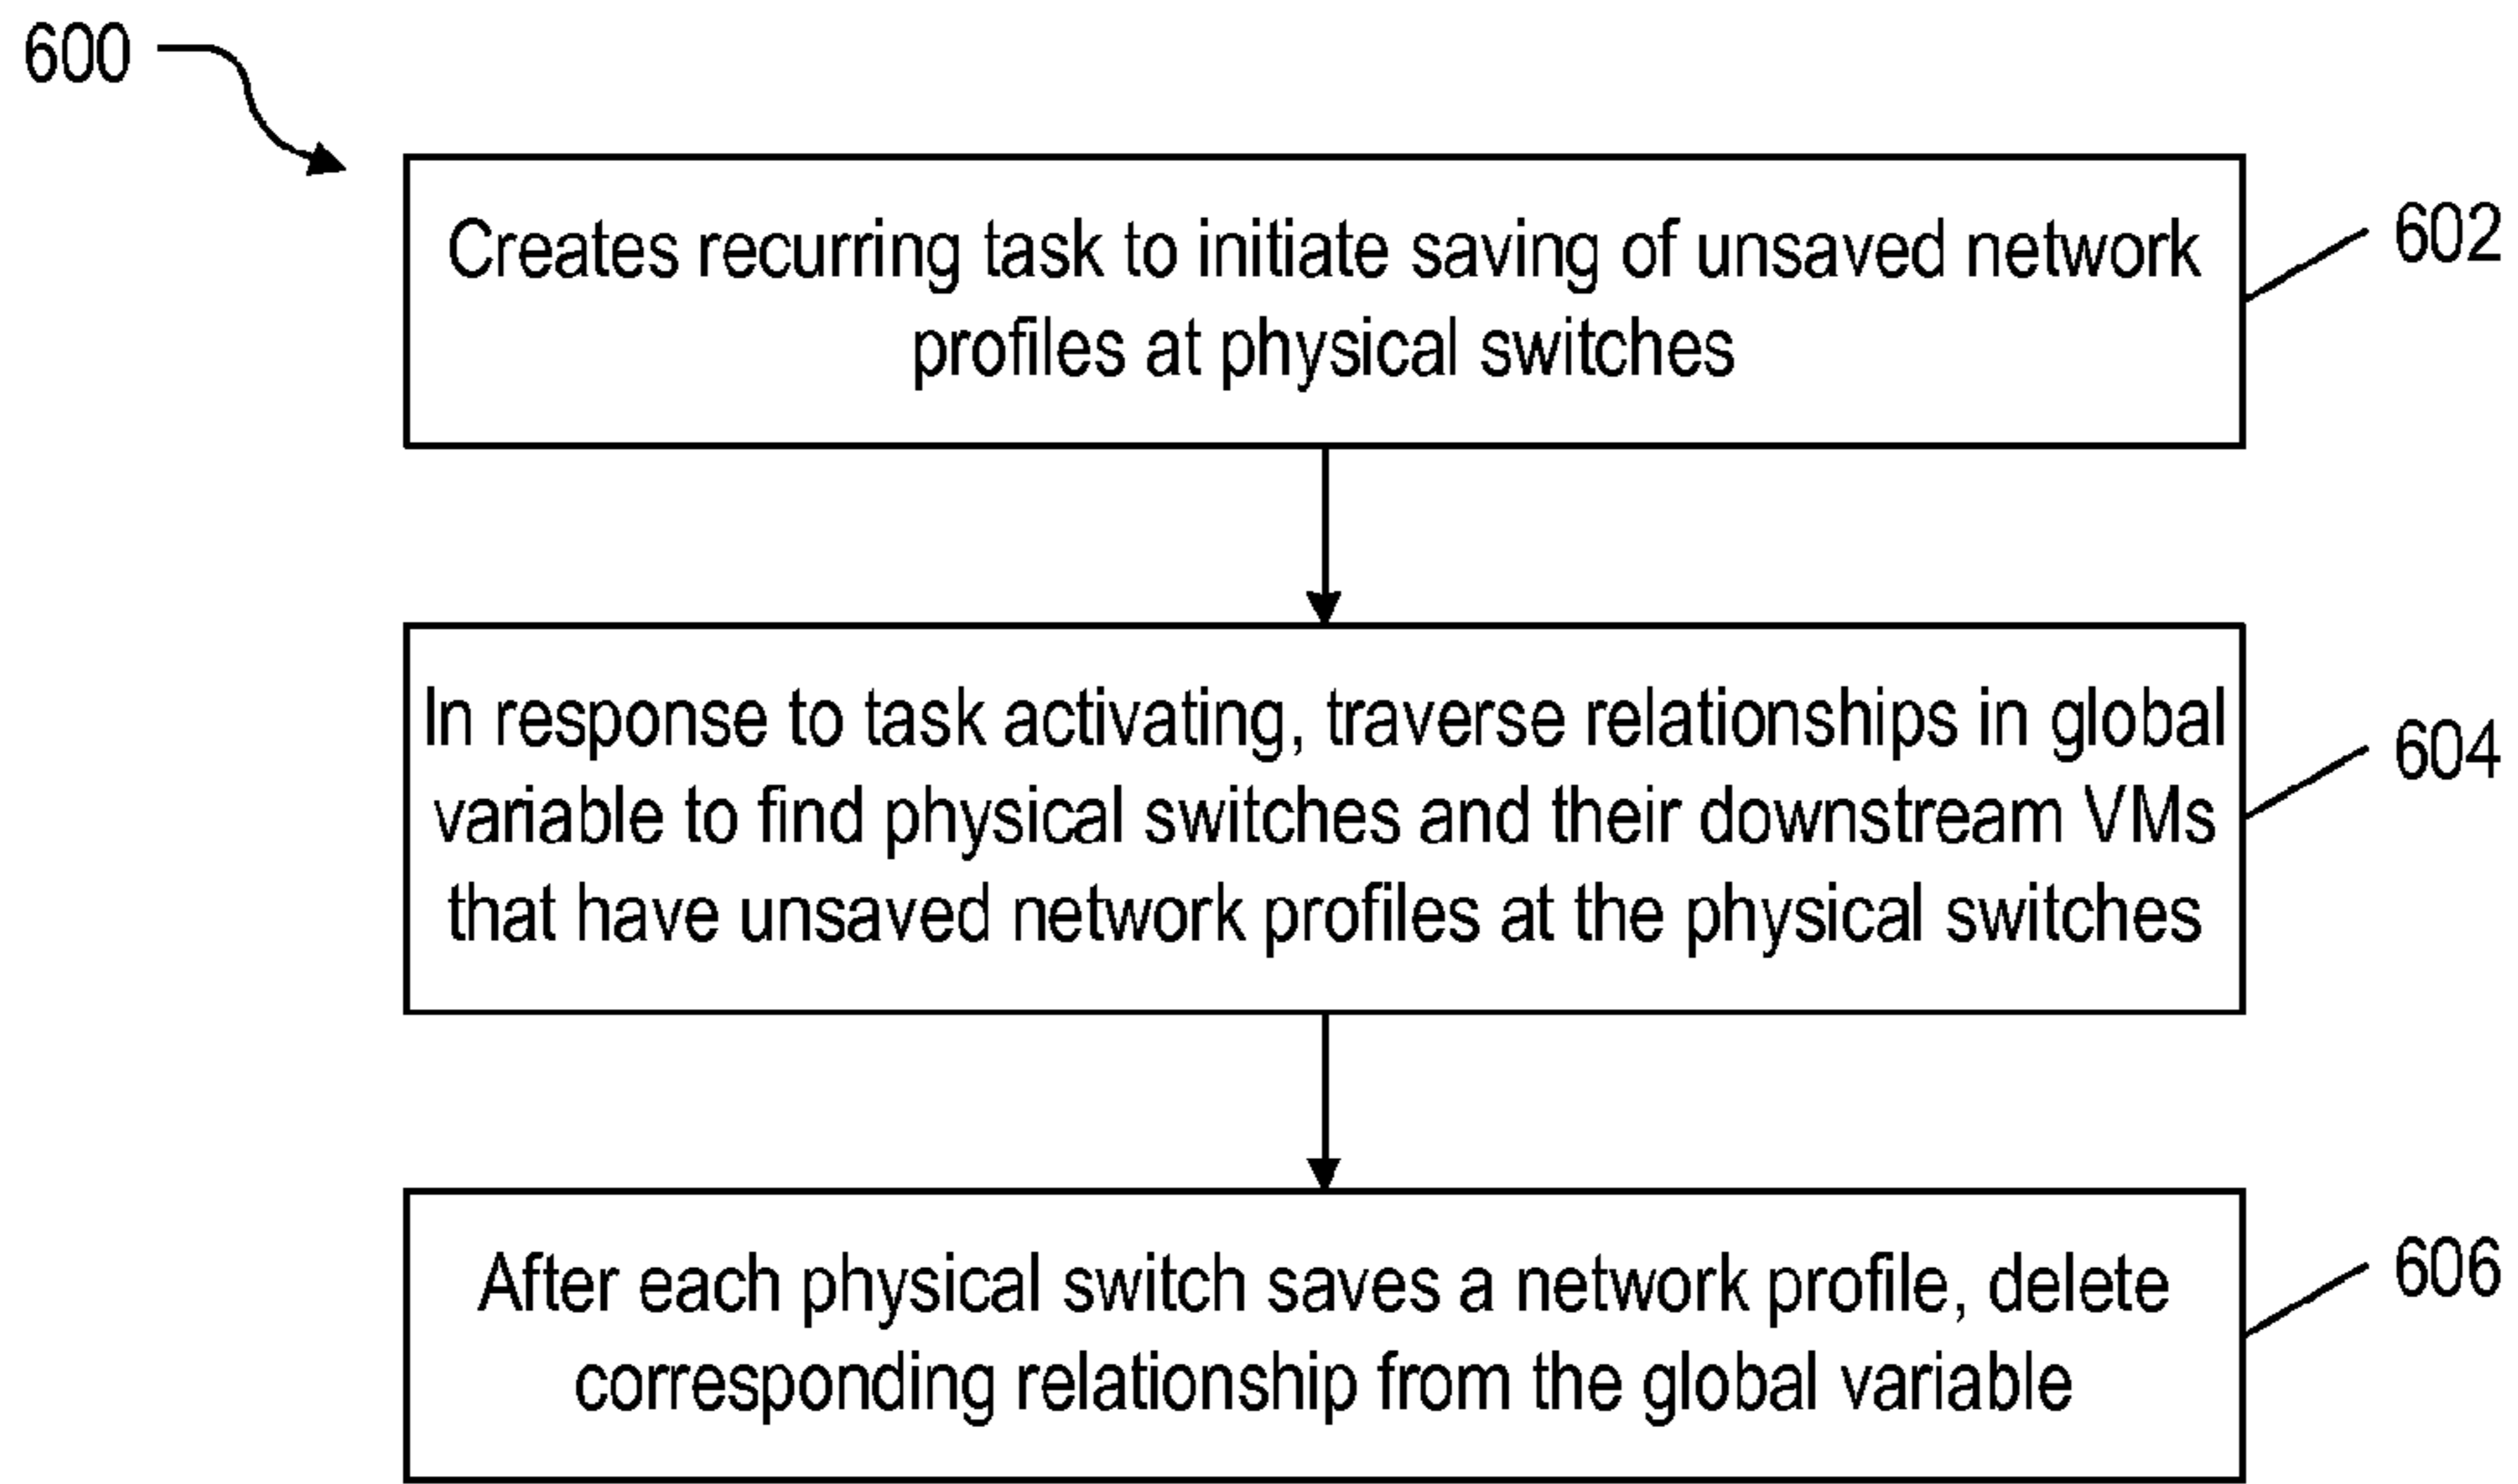 600
Creates recurring task to initiate saving of unsaved network
profiles at physical switches
602
In response to task activating, traverse relationships in global
variable to find physical switches and their downstream VMs
that have unsaved network profiles at the physical switches
604
After each physical switch saves a network profile, delete
corresponding relationship from the global variable
606